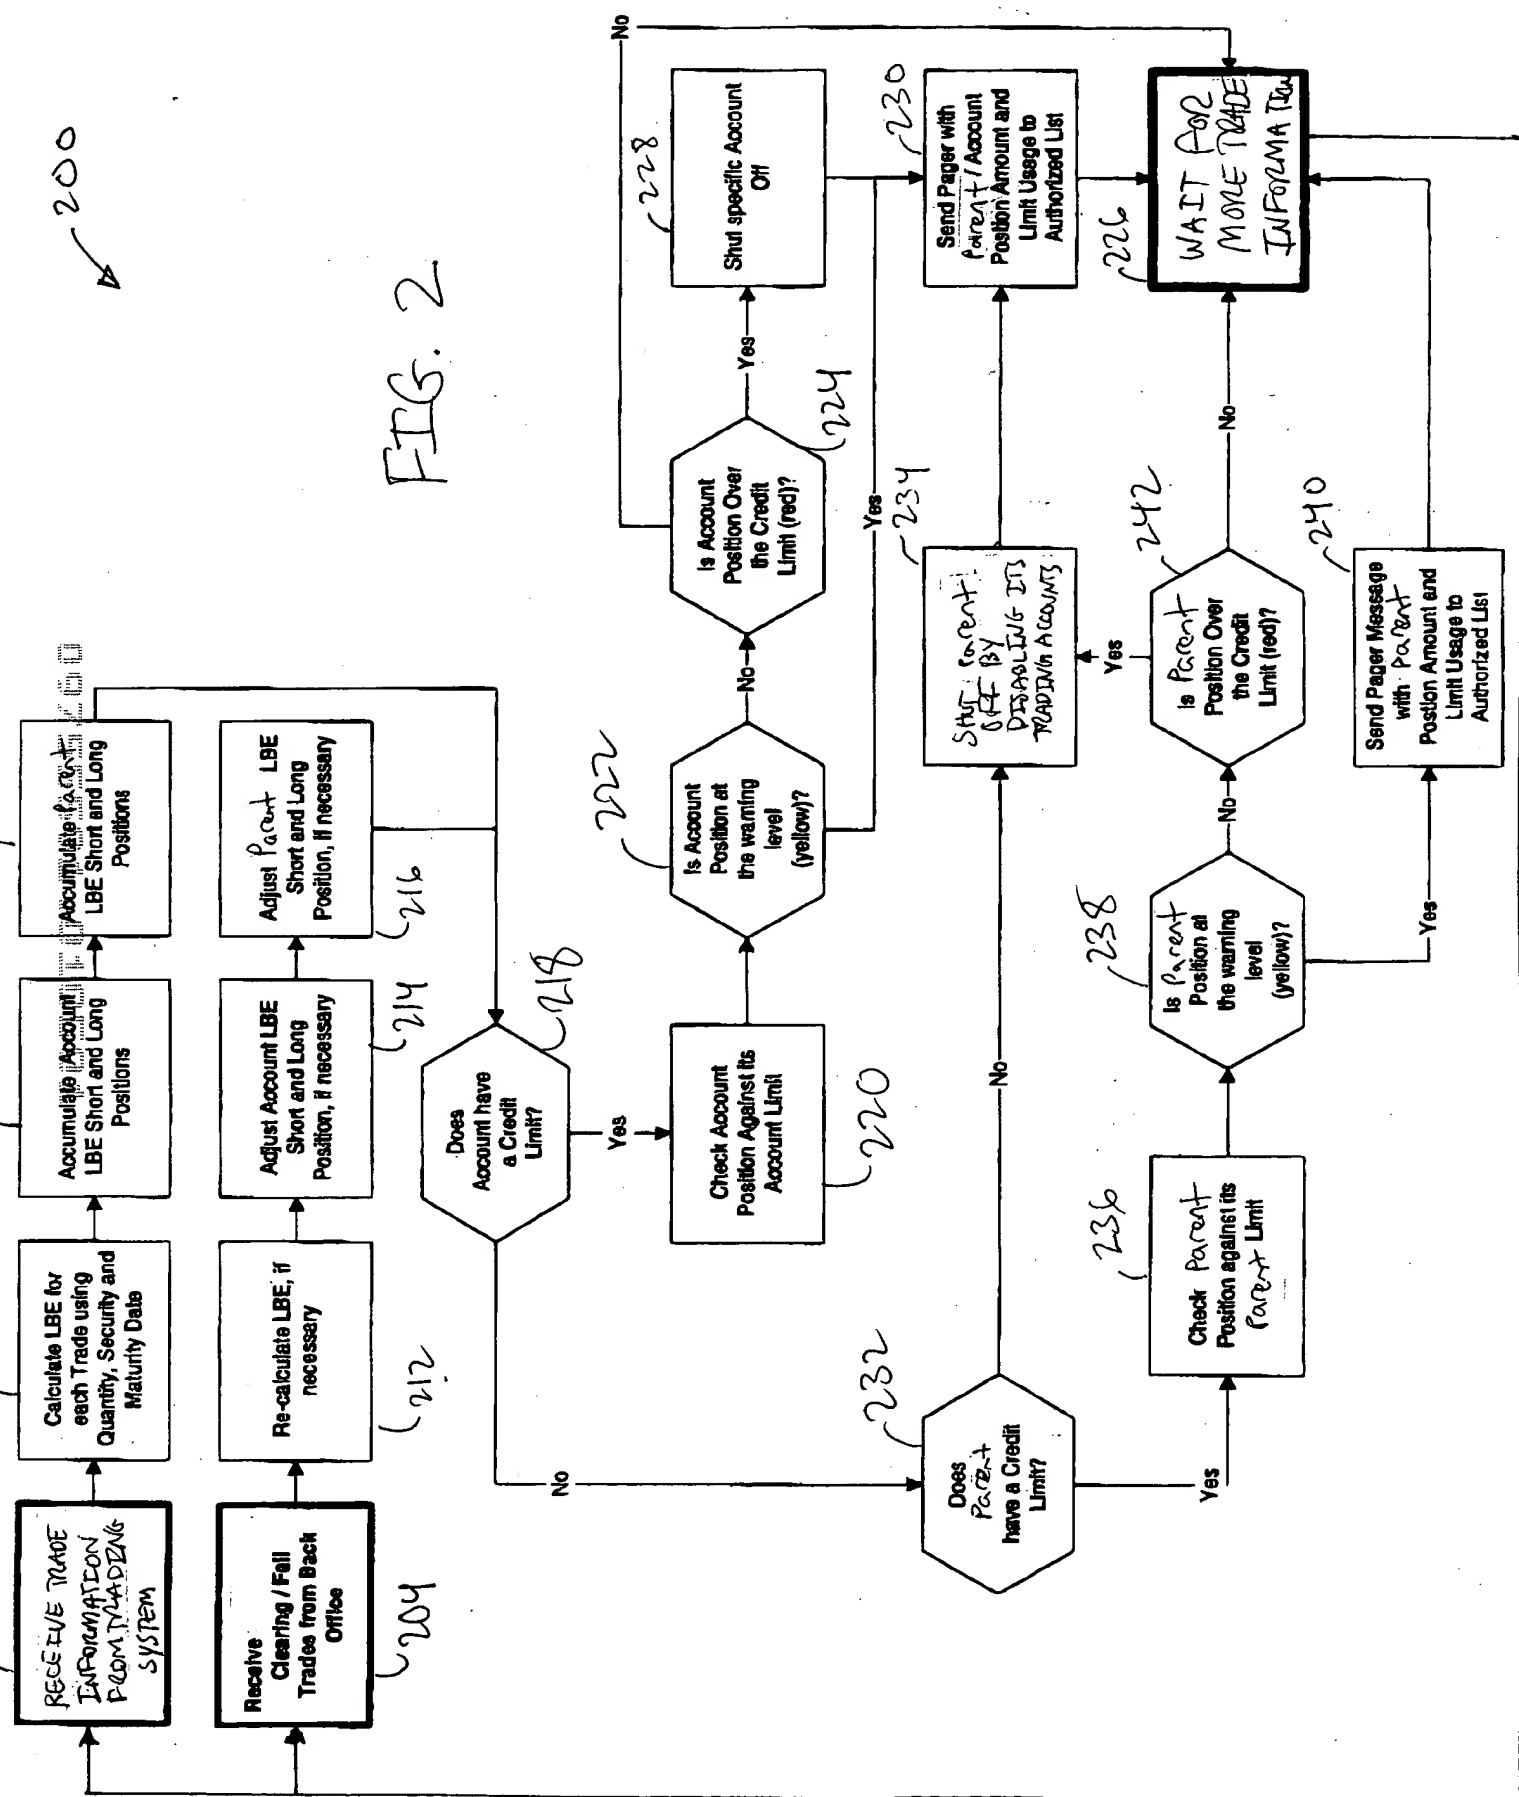 200
FIG. 2
RECEIVE TRADE
INFORMATION
FROM TRADING
SYSTEM
Calculate LBE for
each Trade using
Quantity, Security and
Maturity Date
Accumulate Account
LBE Short and Long
Positions
Accumulate Parent
LBE Short and Long
Positions
Receive
Clearing / Fail
Trades from Back
Office
204
Re-calculate LBE, if
necessary
212
Adjust Account LBE
Short and Long
Position, if necessary
214
Adjust Parent LBE
Short and Long
Position, if necessary
216
Does
Account have
a Credit
Limit?
218
Yes
No
Check Account
Position Against its
Account Limit
220
Is Account
Position at
the warning
level
(yellow)?
222
No
Yes
Is Account
Position Over
the Credit
Limit (red)?
224
Yes
No
Shut specific Account
Off
228
Send Pager with
Parent / Account
Postion Amount and
Limit Usage to
Authorized List
230
Does
Parent
have a Credit
Limit?
232
No
Yes
SHUT Parent
OFF BY
DISABLING ITS
TRADING ACCOUNTS
234
Check Parent
Position against its
Parent Limit
236
Is Parent
Position at
the warning
level
(yellow)?
238
No
Yes
Is Parent
Position Over
the Credit
Limit (red)?
242
Yes
No
Send Pager Message
with Parent
Postion Amount and
Limit Usage to
Authorized List
240
WAIT FOR
MORE TRADE
INFORMATION
226